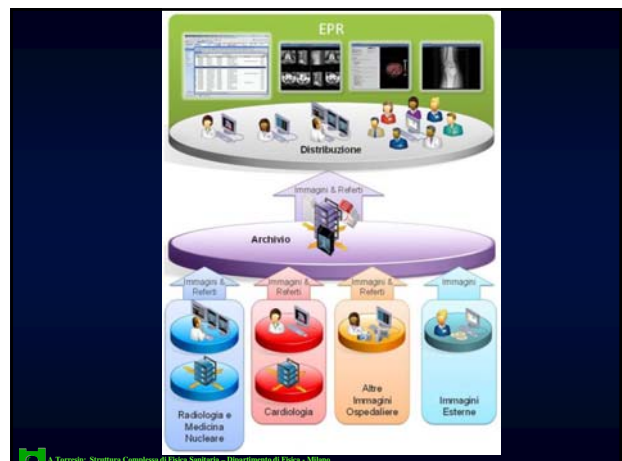 EPR
Distribuzione
Immagini & Referti
Archivio
Immagini & Referti
Immagini & Referti
Immagini & Referti
Immagini
Radiologia e Medicina Nucleare
Cardiologia
Altre Immagini Ospedaliere
Immagini Esterne
A.Torresin: Struttura Complessa di Fisica Sanitaria – Dipartimento di Fisica - Milano